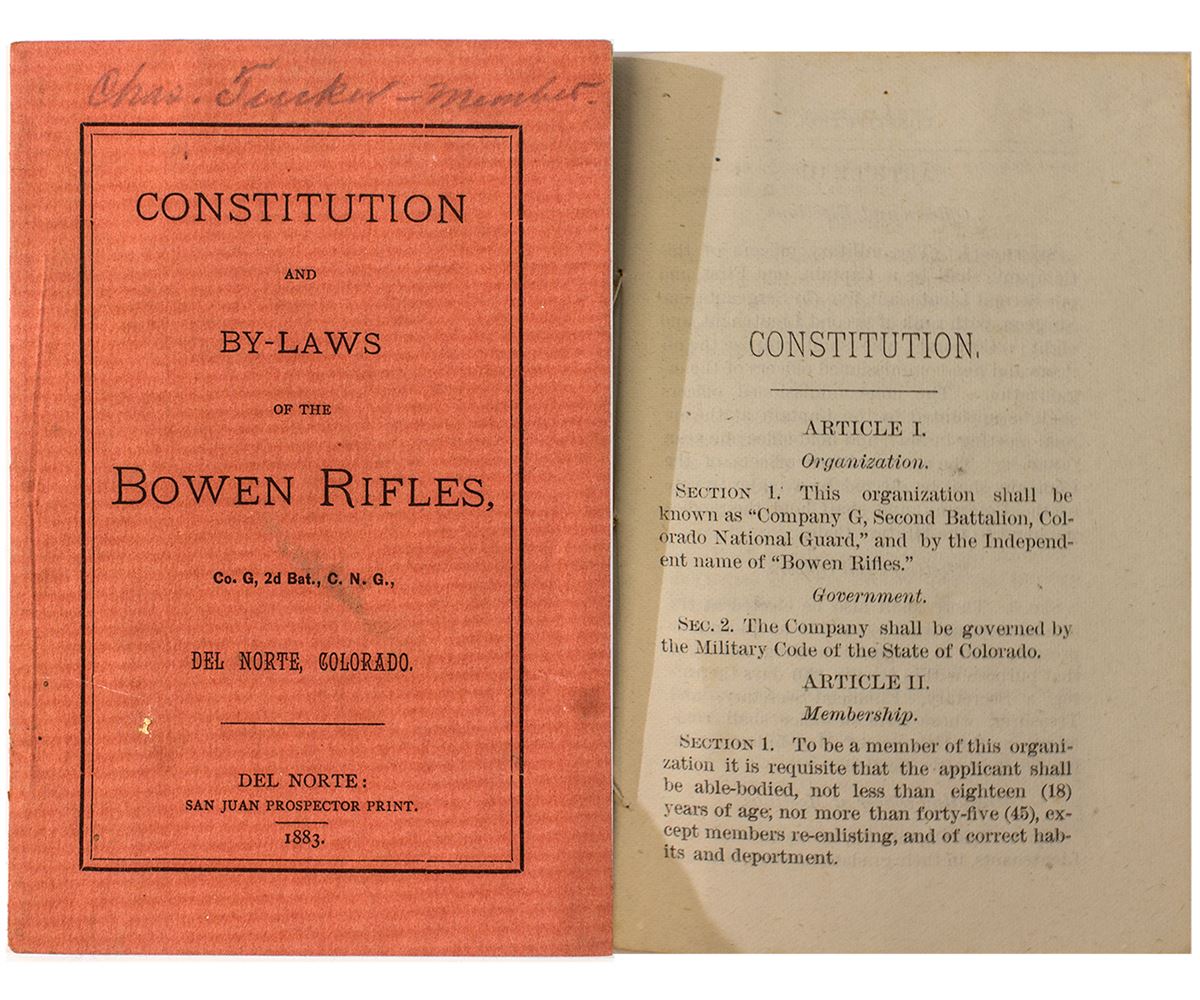 Chas. Tucker – Member.
CONSTITUTION
AND
BY-LAWS
OF THE
BOWEN RIFLES,
Co. G, 2d Bat., C. N. G.,
DEL NORTE, COLORADO.
DEL NORTE:
SAN JUAN PROSPECTOR PRINT.
1883.
CONSTITUTION.
ARTICLE I.
Organization.
SECTION 1. This organization shall be
known as "Company G, Second Battalion, Col-
orado National Guard," and by the Independ-
ent name of "Bowen Rifles."
Government.
SEC. 2. The Company shall be governed by
the Military Code of the State of Colorado.
ARTICLE II.
Membership.
SECTION 1. To be a member of this organi-
zation it is requisite that the applicant shall
be able-bodied, not less than eighteen (18)
years of age; nor more than forty-five (45), ex-
cept members re-enlisting, and of correct hab-
its and deportment.